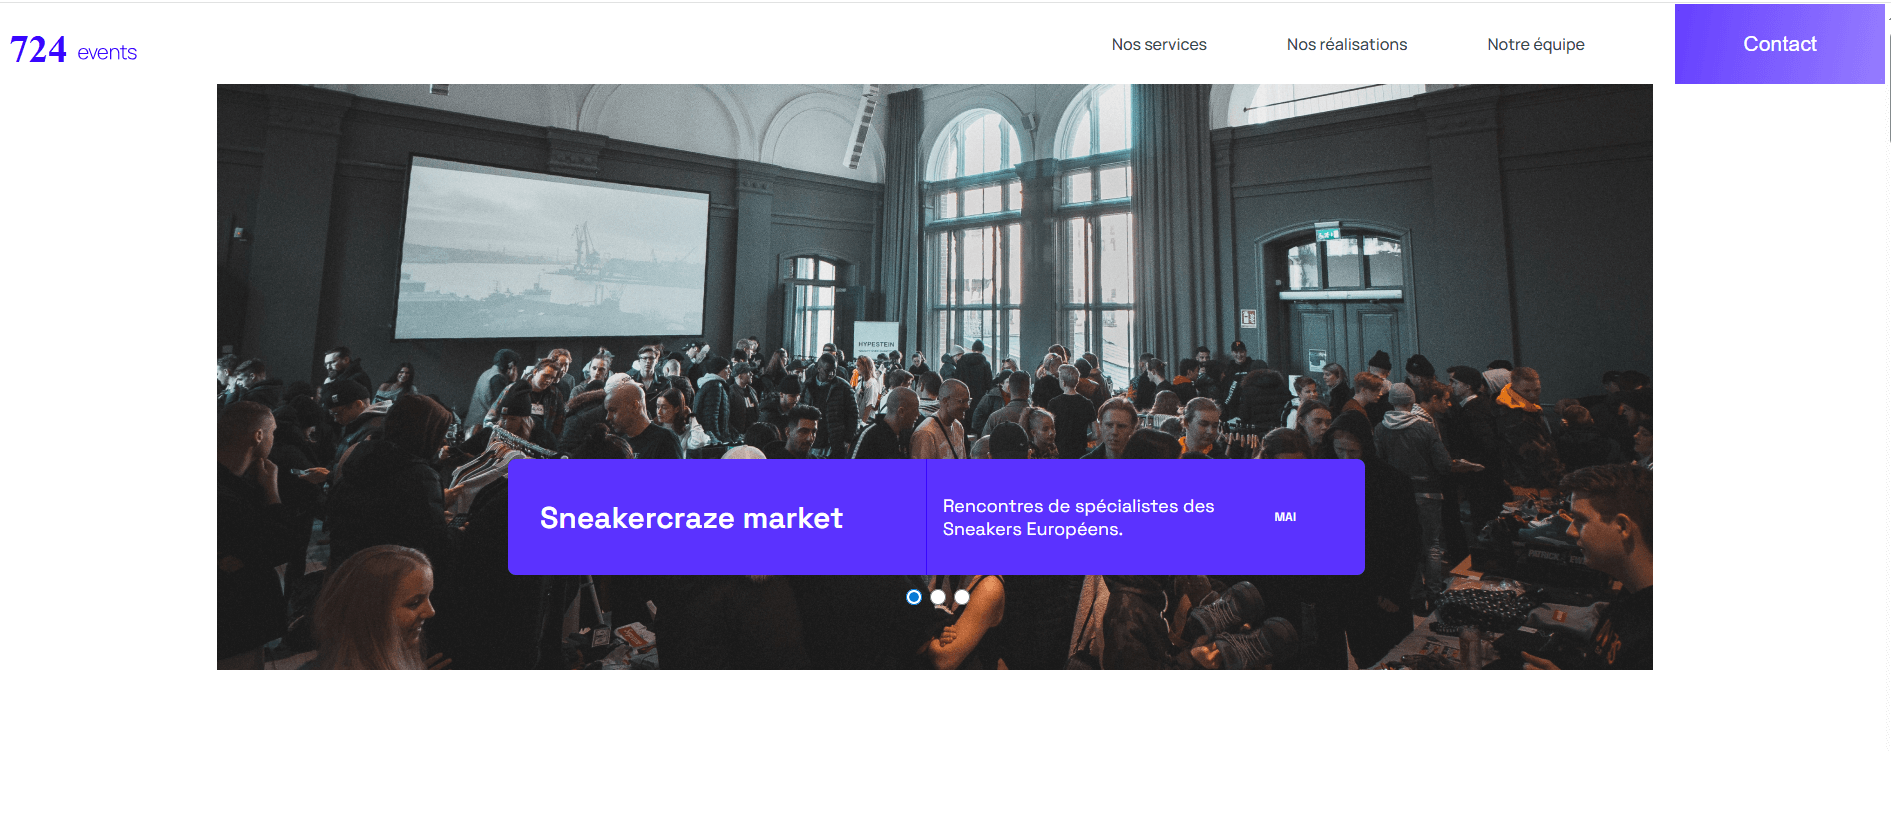 724 events
Nos services
Nos réalisations
Notre équipe
Contact
HYPESTEIN
Sneakercraze market
Rencontres de spécialistes des
Sneakers Européens.
MAI